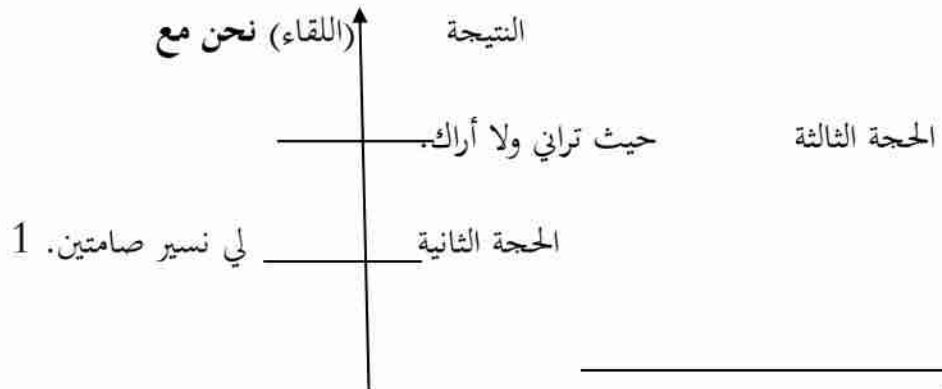 النتيجة (اللقاء) نحن مع
الحجة الثالثة حيث تراني ولا أراك.
الحجة الثانية لي نسير صامتين. 1